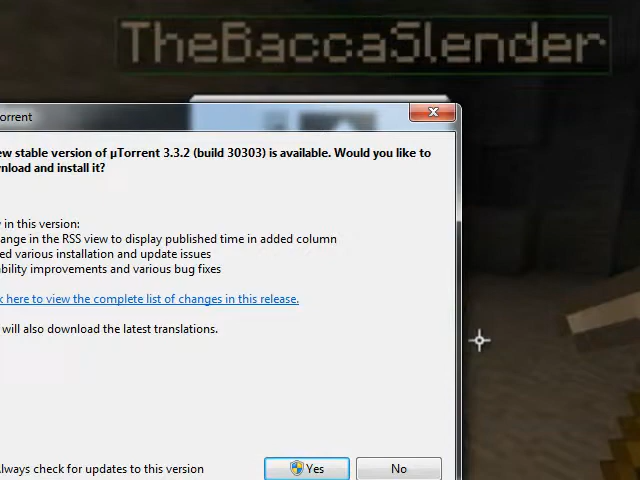 TheBaccaSlender
orrent
ew stable version of µTorrent 3.3.2 (build 30303) is available. Would you like to
wnload and install it?
in this version:
ange in the RSS view to display published time in added column
ed various installation and update issues
ability improvements and various bug fixes
k here to view the complete list of changes in this release.
will also download the latest translations.
Always check for updates to this version
Yes
No